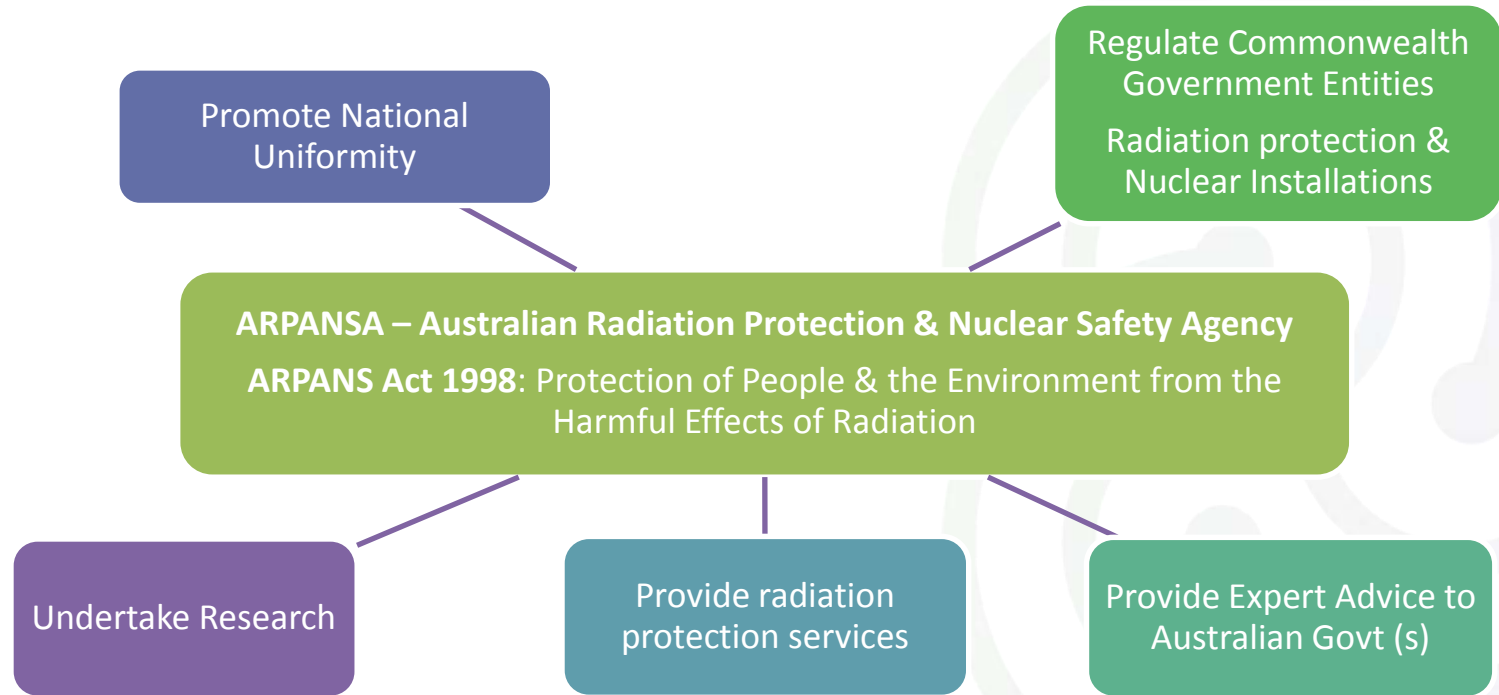 Promote National
Uniformity
Regulate Commonwealth
Government Entities
Radiation protection &
Nuclear Installations
ARPANSA – Australian Radiation Protection & Nuclear Safety Agency
ARPANS Act 1998: Protection of People & the Environment from the
Harmful Effects of Radiation
Undertake Research
Provide radiation
protection services
Provide Expert Advice to
Australian Govt (s)